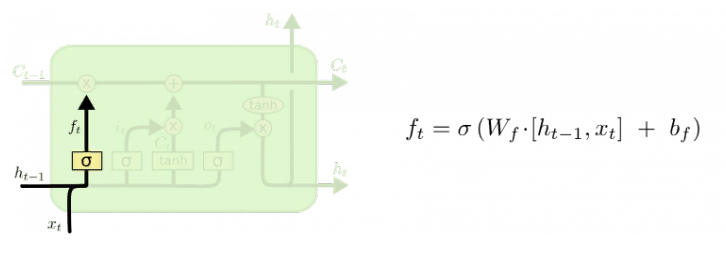 h_t
C_{t-1}
C_t
x
+
tanh
f_t
i_t
x
o_t
x
C̃_t
σ
σ
tanh
σ
h_{t-1}
h_t
x_t
f_t = σ (W_f · [h_{t-1}, x_t] + b_f)